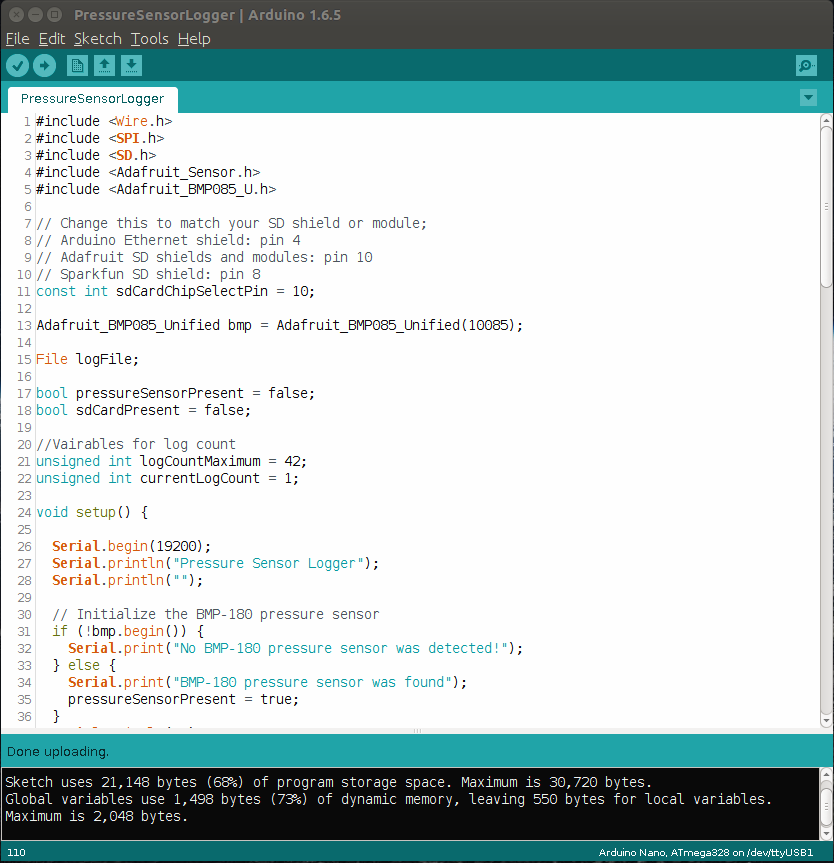 PressureSensorLogger | Arduino 1.6.5
File Edit Sketch Tools Help
PressureSensorLogger
1 #include <Wire.h>
2 #include <SPI.h>
3 #include <SD.h>
4 #include <Adafruit_Sensor.h>
5 #include <Adafruit_BMP085_U.h>
6
7 // Change this to match your SD shield or module;
8 // Arduino Ethernet shield: pin 4
9 // Adafruit SD shields and modules: pin 10
10 // Sparkfun SD shield: pin 8
11 const int sdCardChipSelectPin = 10;
12
13 Adafruit_BMP085_Unified bmp = Adafruit_BMP085_Unified(10085);
14
15 File logFile;
16
17 bool pressureSensorPresent = false;
18 bool sdCardPresent = false;
19
20 //Vairables for log count
21 unsigned int logCountMaximum = 42;
22 unsigned int currentLogCount = 1;
23
24 void setup() {
25
26   Serial.begin(19200);
27   Serial.println("Pressure Sensor Logger");
28   Serial.println("");
29
30   // Initialize the BMP-180 pressure sensor
31   if (!bmp.begin()) {
32     Serial.print("No BMP-180 pressure sensor was detected!");
33   } else {
34     Serial.print("BMP-180 pressure sensor was found");
35     pressureSensorPresent = true;
36   }
Done uploading.
Sketch uses 21,148 bytes (68%) of program storage space. Maximum is 30,720 bytes.
Global variables use 1,498 bytes (73%) of dynamic memory, leaving 550 bytes for local variables.
Maximum is 2,048 bytes.
110 Arduino Nano, ATmega328 on /dev/ttyUSB1